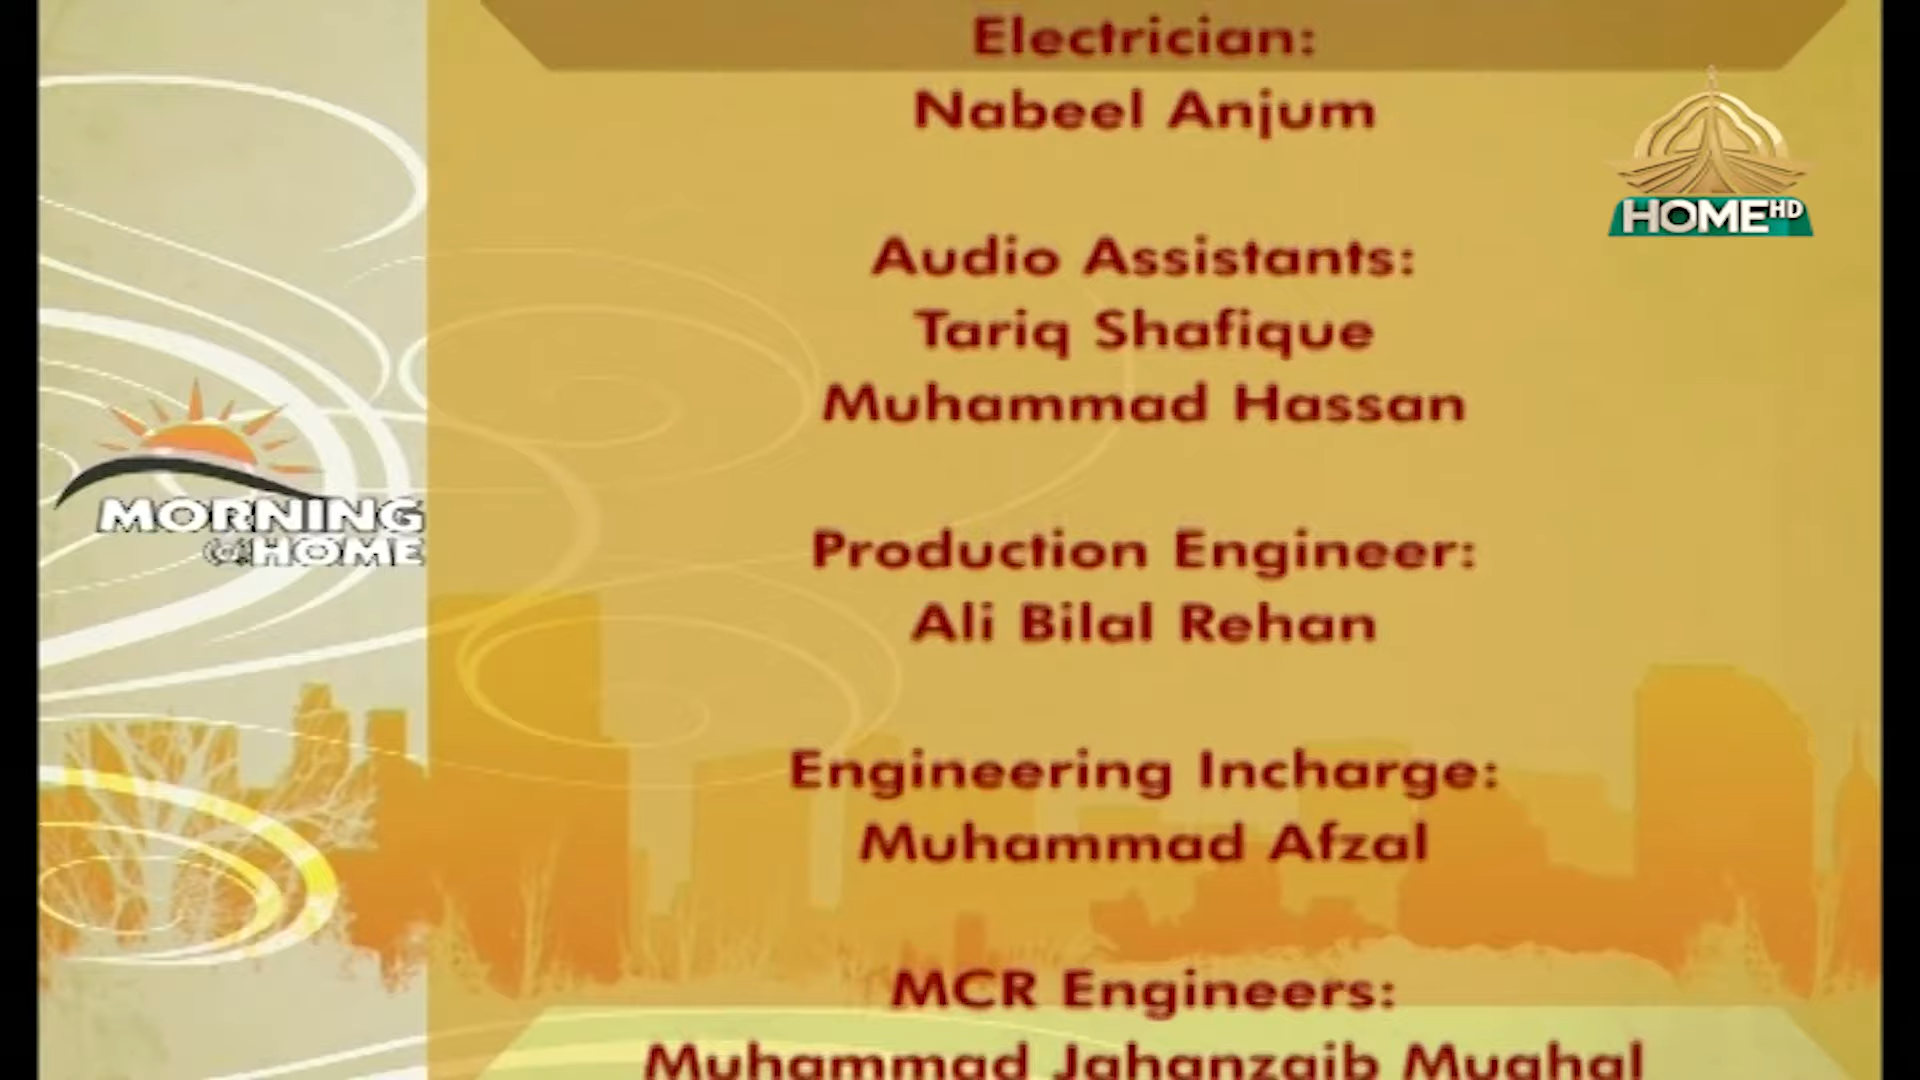 Electrician:
Nabeel Anjum
HOME HD
Audio Assistants:
Tariq Shafique
Muhammad Hassan
MORNING
@HOME
Production Engineer:
Ali Bilal Rehan
Engineering Incharge:
Muhammad Afzal
MCR Engineers:
Muhammad Jahanzaib Mughal